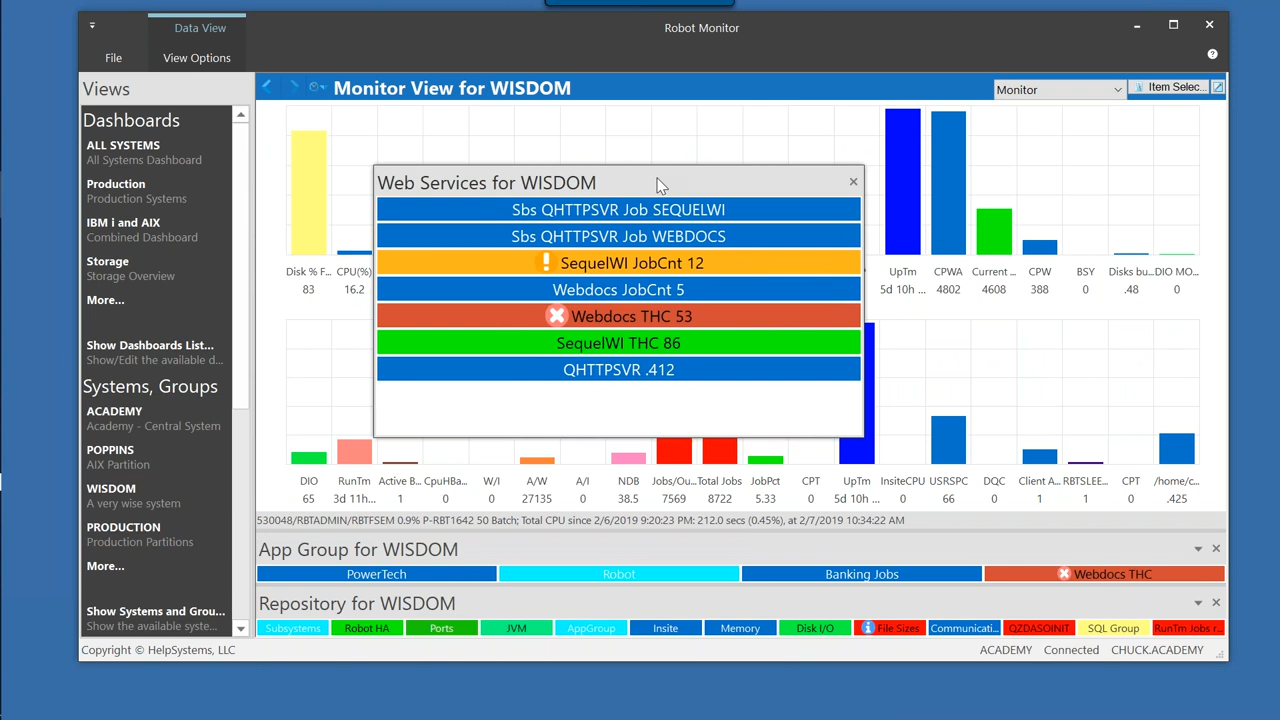 Data View
Robot Monitor
File
View Options
Views
Monitor View for WISDOM
Monitor
Item Selec...
Dashboards
ALL SYSTEMS
All Systems Dashboard
Production
Production Systems
IBM i and AIX
Combined Dashboard
Storage
Storage Overview
More...
Show Dashboards List...
Show/Edit the available d...
Systems, Groups
ACADEMY
Academy - Central System
POPPINS
AIX Partition
WISDOM
A very wise system
PRODUCTION
Production Partitions
More...
Show Systems and Grou...
Show the available syste...
Web Services for WISDOM
Sbs QHTTPSVR Job SEQUELWI
Sbs QHTTPSVR Job WEBDOCS
SequelWI JobCnt 12
Webdocs JobCnt 5
Webdocs THC 53
SequelWI THC 86
QHTTPSVR .412
Disk % F... CPU(%) UpTm CPWA Current ... CPW BSY Disks bu... DIO MO...
83 16.2 5d 10h ... 4802 4608 388 0 .48 0
DIO RunTm Active B... CpuHBa... W/I A/W A/I NDB Jobs/Ou... Total Jobs JobPct UpTm InsiteCPU USRSPC DQC Client A... RBTSLEE... CPT /home/c...
65 3d 11h... 1 0 0 27135 0 38.5 7569 8722 5.33 5d 10h ... 0 66 0 1 1 0 .425
530048/RBTADMIN/RBTFSEM 0.9% P-RBT1642 50 Batch; Total CPU since 2/6/2019 9:20:23 PM: 212.0 secs (0.45%), at 2/7/2019 10:34:22 AM
App Group for WISDOM
PowerTech Robot Banking Jobs Webdocs THC
Repository for WISDOM
Subsystems Robot HA Ports JVM AppGroup Insite Memory Disk I/O File Sizes Communicati... QZDASOINIT SQL Group RunTm Jobs r...
Copyright © HelpSystems, LLC
ACADEMY Connected CHUCK.ACADEMY